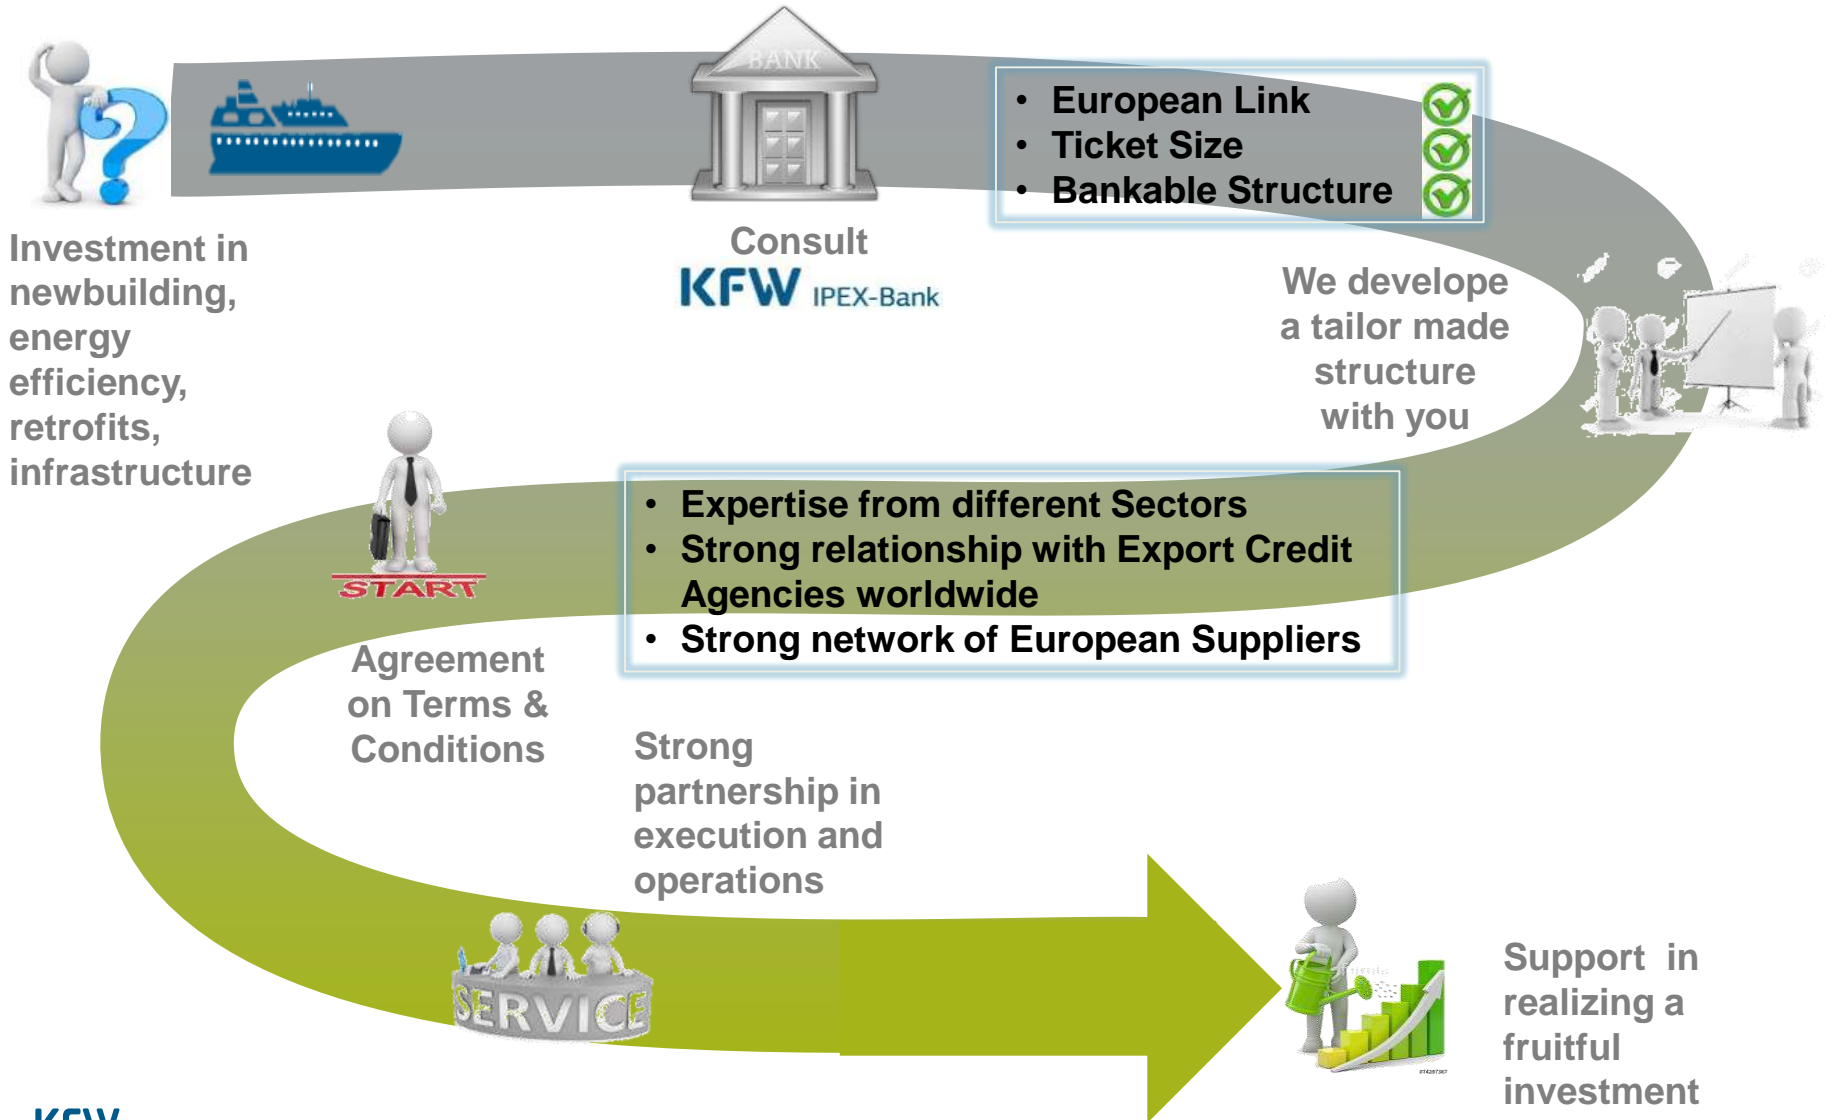 BANK
• European Link
• Ticket Size
• Bankable Structure
Investment in
newbuilding,
energy
efficiency,
retrofits,
infrastructure
Consult
KFW IPEX-Bank
We develope
a tailor made
structure
with you
START
• Expertise from different Sectors
• Strong relationship with Export Credit
Agencies worldwide
• Strong network of European Suppliers
Agreement
on Terms &
Conditions
Strong
partnership in
execution and
operations
SERVICE
Support in
realizing a
fruitful
investment
KFW